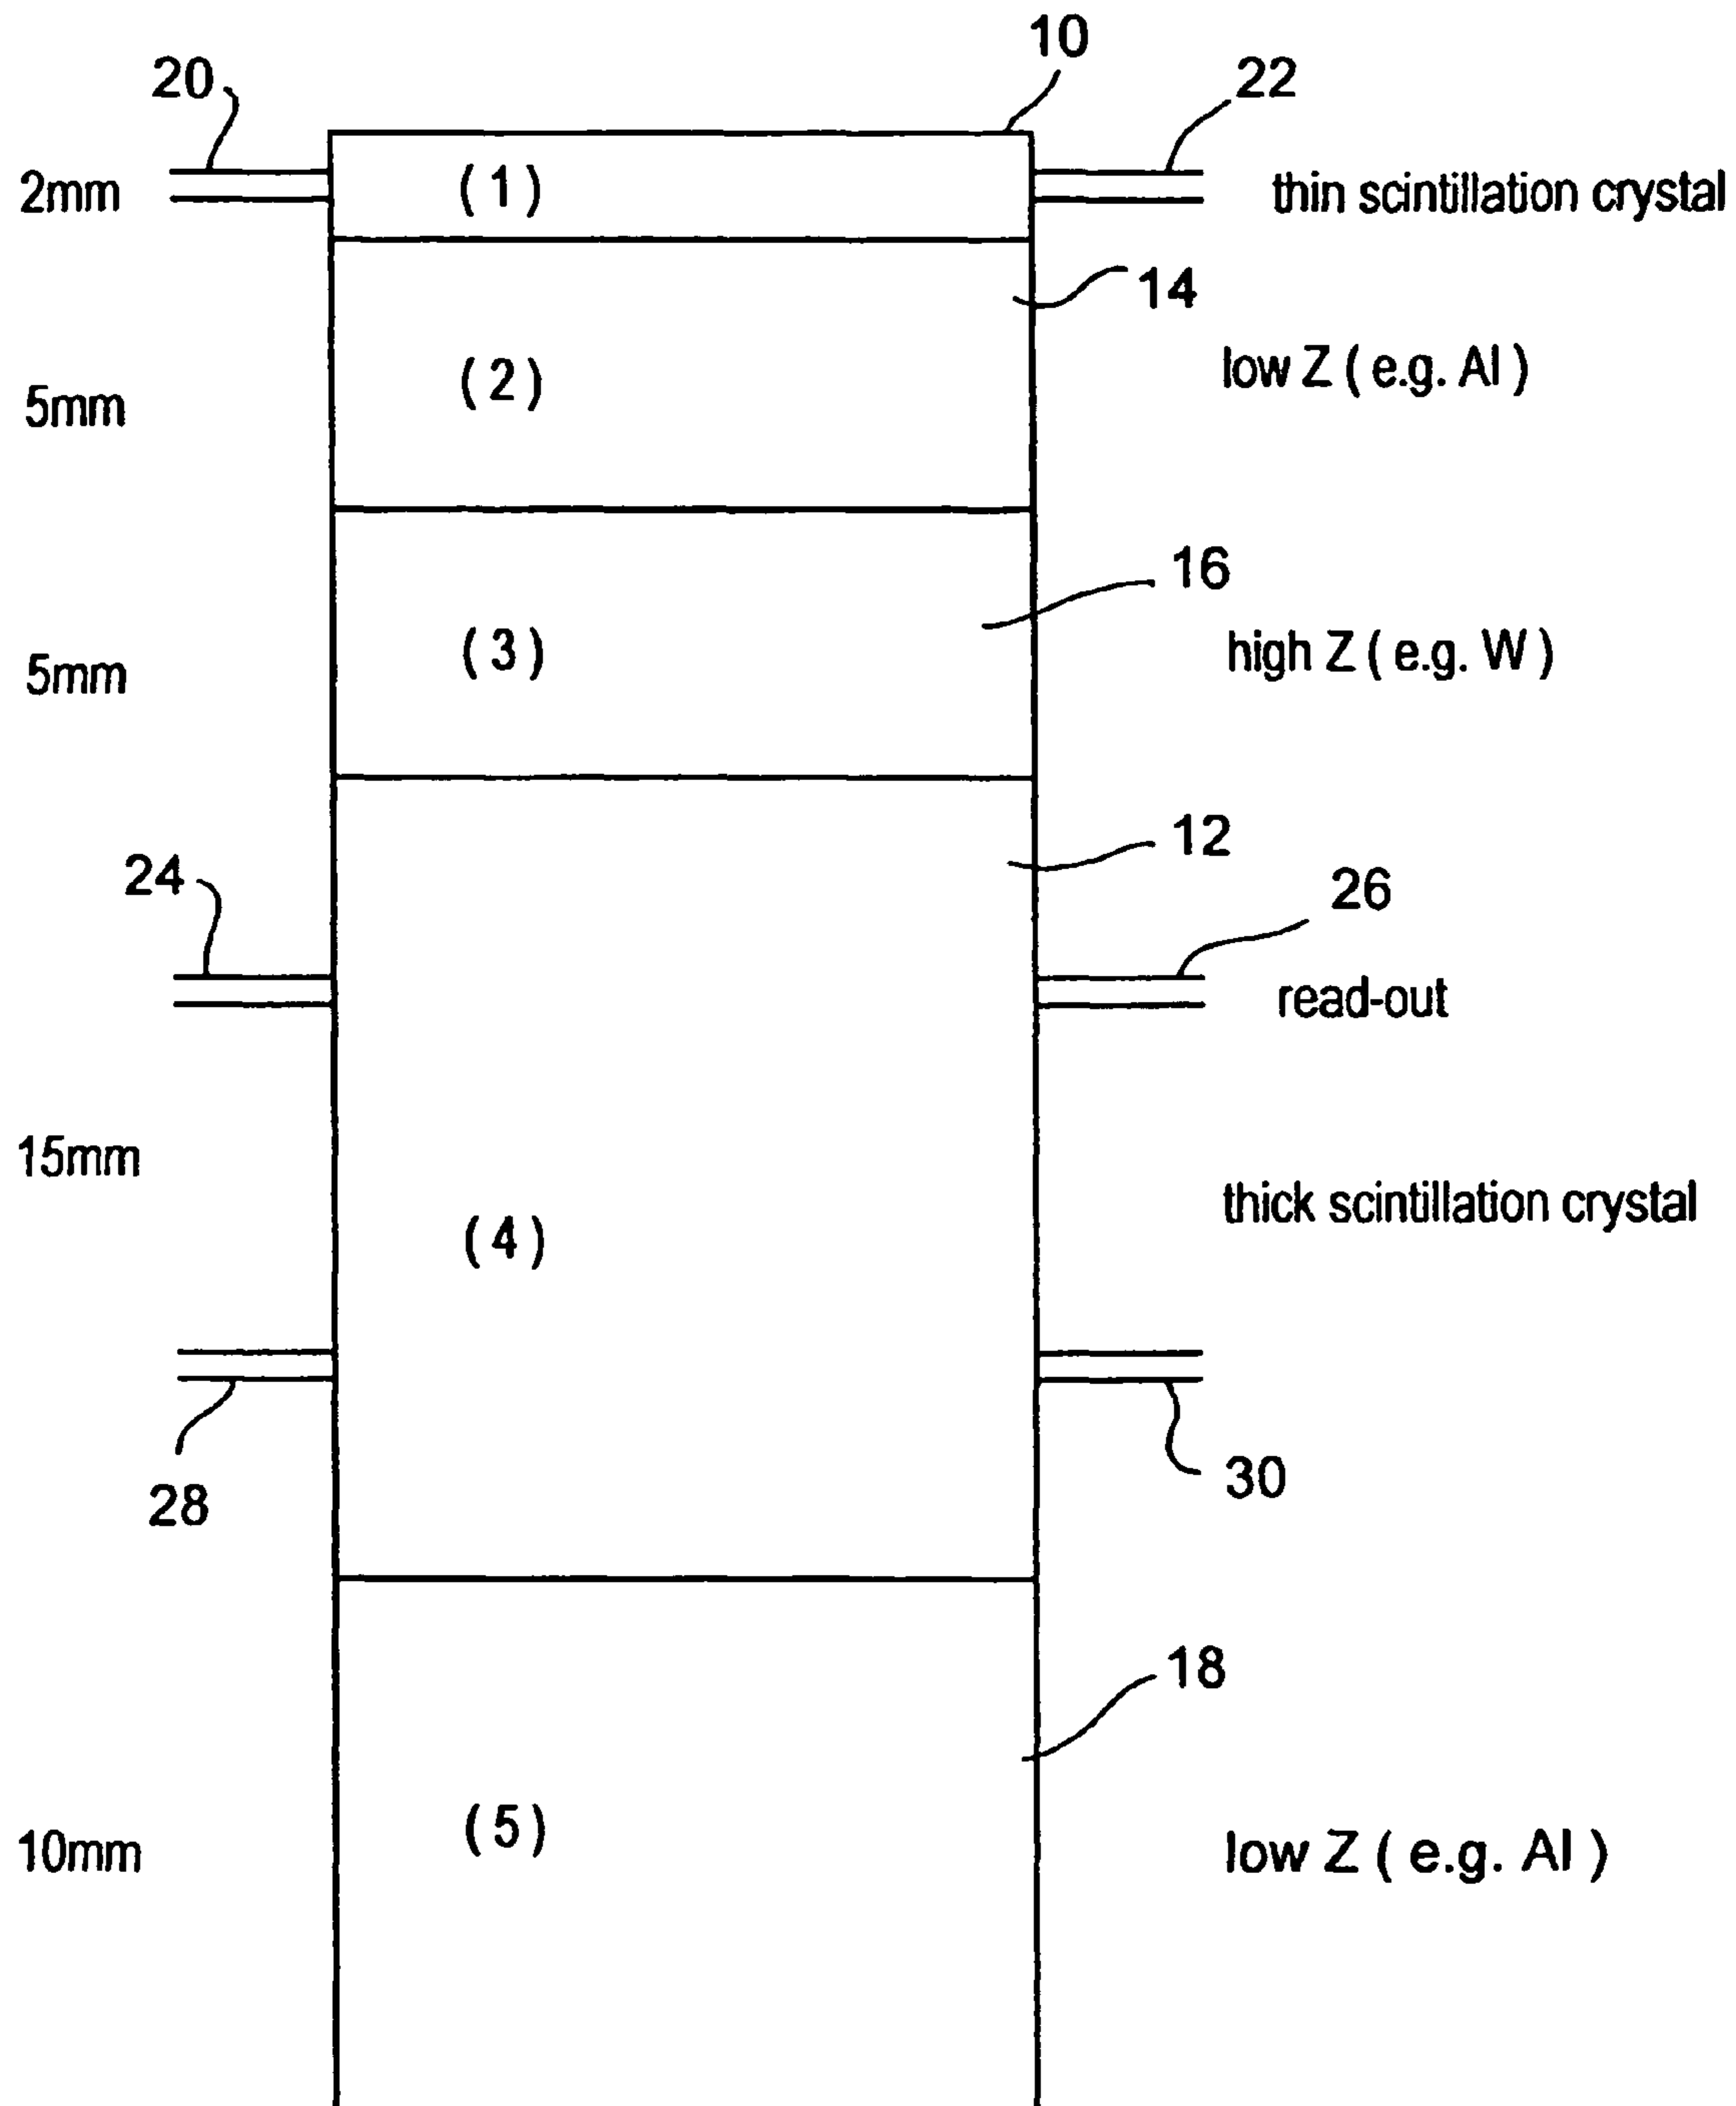 10
20
22
2mm
(1)
thin scintillation crystal
14
low Z ( e.g. Al )
(2)
5mm
16
(3)
high Z ( e.g. W )
5mm
12
24
26
read-out
15mm
thick scintillation crystal
(4)
30
28
18
(5)
10mm
low Z ( e.g. Al )